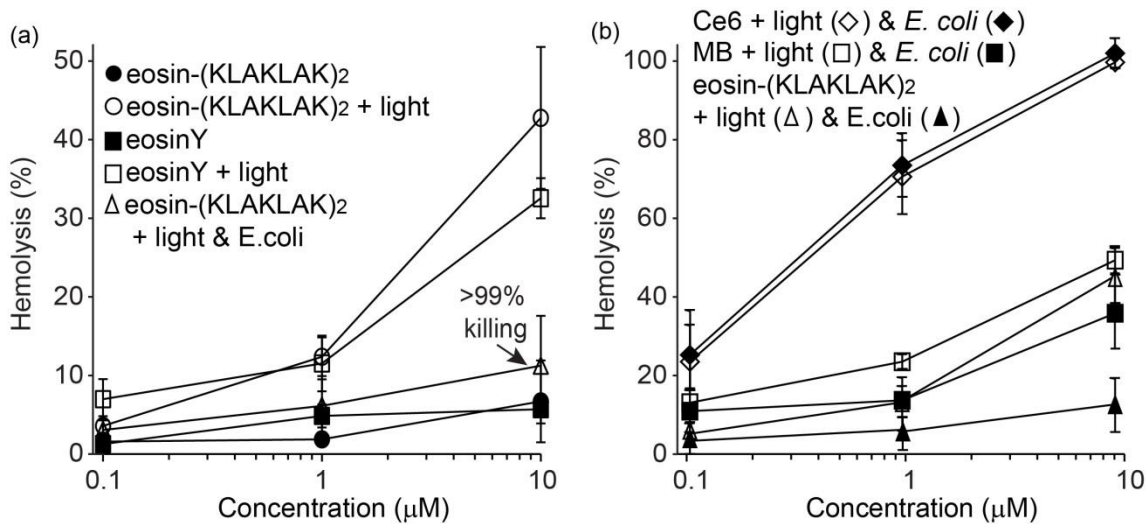 (a)
50
40
30
20
10
0
Hemolysis (%)
● eosin-(KLAKLAK)2
○ eosin-(KLAKLAK)2 + light
■ eosinY
□ eosinY + light
△ eosin-(KLAKLAK)2
+ light & E.coli
>99%
killing
0.1 1 10
Concentration (μM)
(b)
Ce6 + light (◇) & E. coli (◆)
MB + light (□) & E. coli (■)
eosin-(KLAKLAK)2
+ light (△) & E.coli (▲)
100
80
60
40
20
0
Hemolysis (%)
0.1 1 10
Concentration (μM)